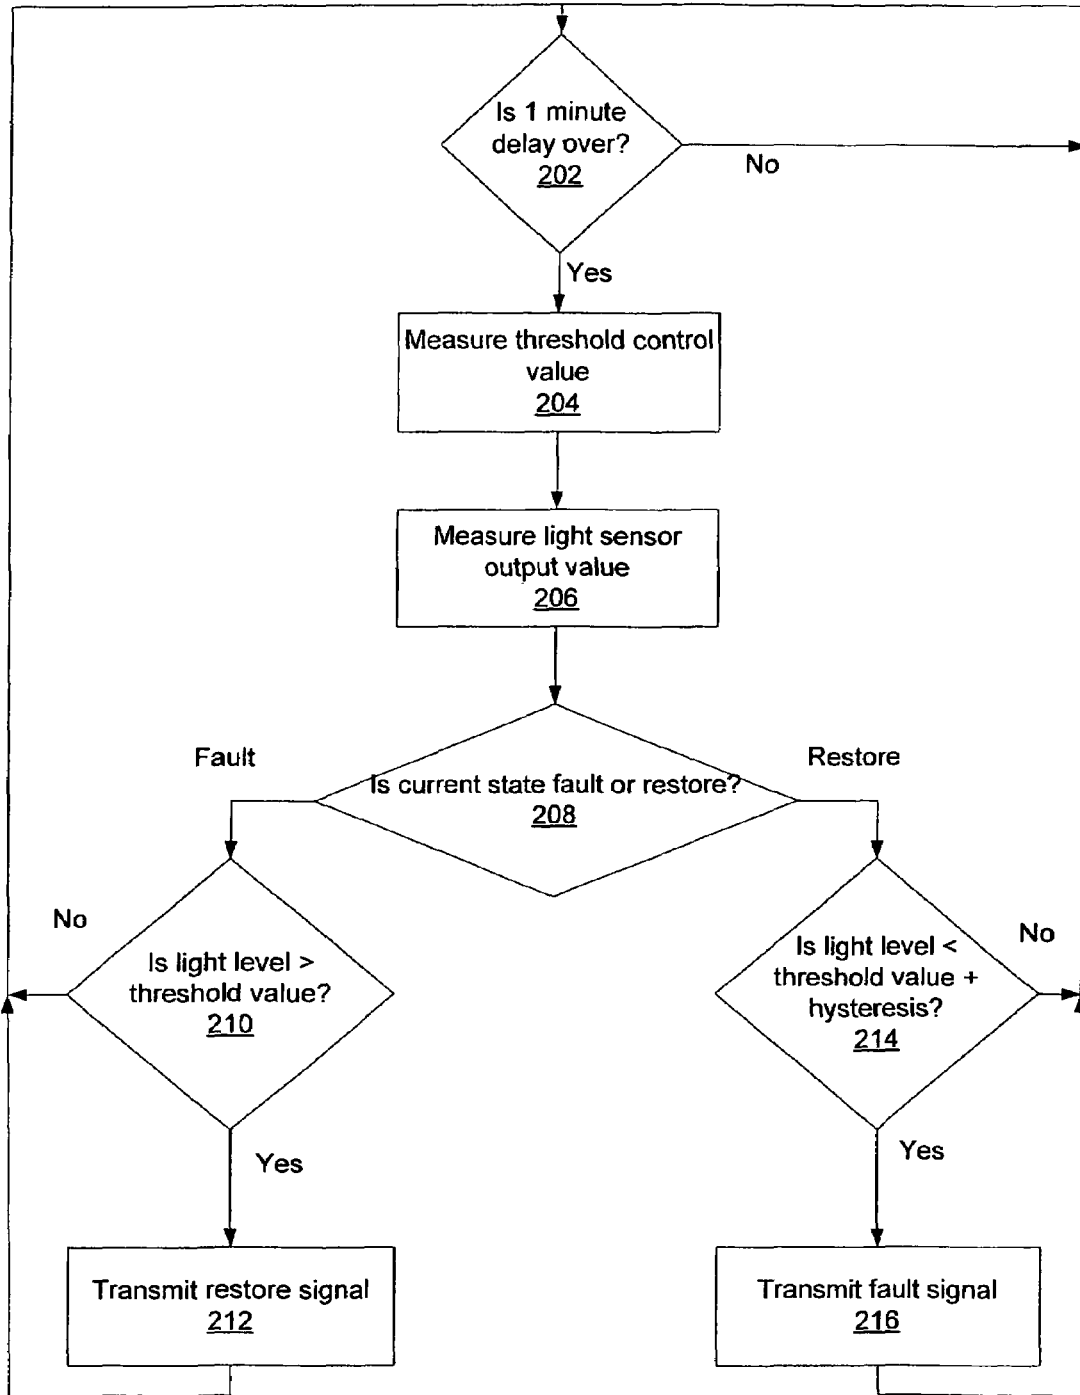 Is 1 minute
delay over?
202
No
Yes
Measure threshold control
value
204
Measure light sensor
output value
206
Fault
Restore
Is current state fault or restore?
208
No
Is light level >
threshold value?
210
Is light level <
threshold value +
hysteresis?
214
No
Yes
Yes
Transmit restore signal
212
Transmit fault signal
216